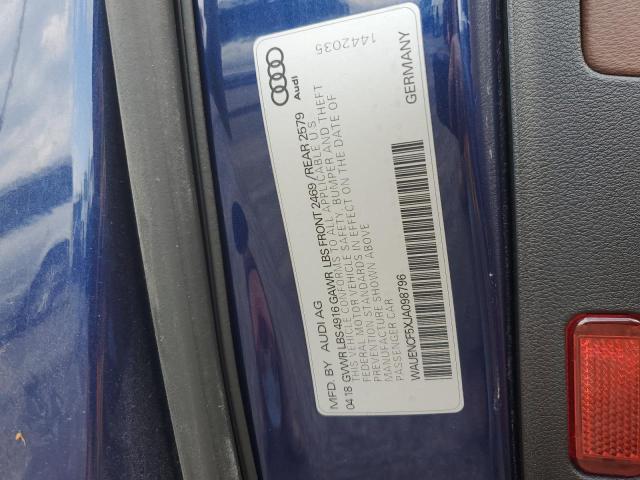 MFD. BY AUDI AG
04 18 GVWR LBS 4916 GAWR LBS FRONT 2469 / REAR 2579
THIS VEHICLE CONFORMS TO ALL APPLICABLE U.S.
FEDERAL MOTOR VEHICLE SAFETY, BUMPER AND THEFT
PREVENTION STANDARDS IN EFFECT ON THE DATE OF
MANUFACTURE SHOWN ABOVE
PASSENGER CAR
WAUENCF5XJA098796
Audi
1442035
GERMANY